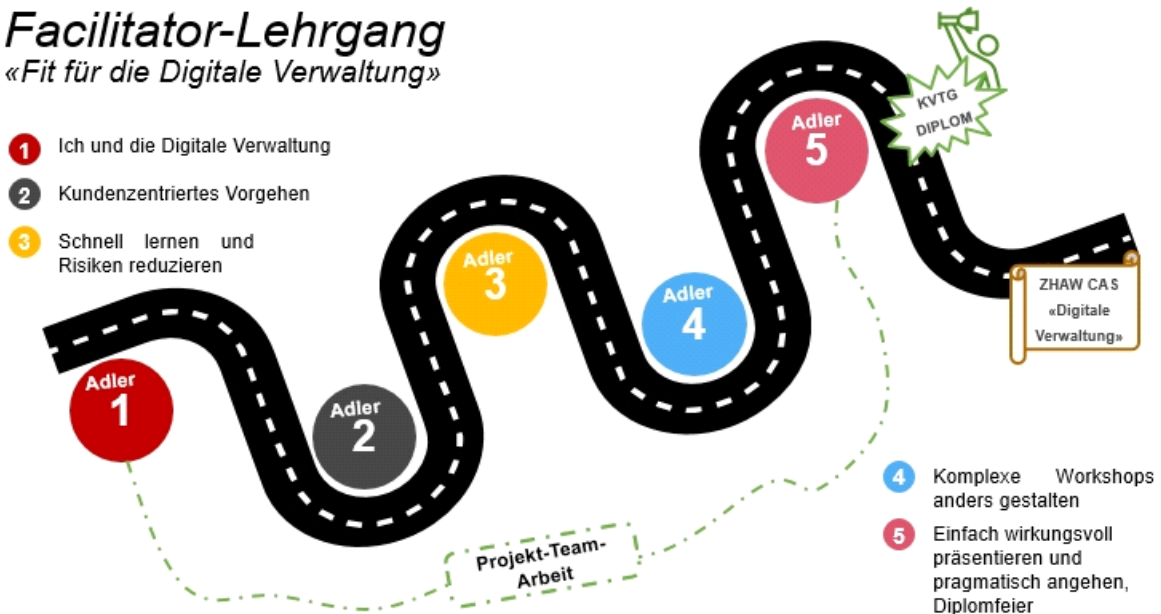 Facilitator-Lehrgang
«Fit für die Digitale Verwaltung»
1 Ich und die Digitale Verwaltung
2 Kundenzentriertes Vorgehen
3 Schnell lernen und
Risiken reduzieren
Adler
1
Adler
2
Adler
3
Adler
4
Adler
5
KVTG
DIPLOM
ZHAW CAS
«Digitale
Verwaltung»
Projekt-Team-
Arbeit
4 Komplexe Workshops
anders gestalten
5 Einfach wirkungsvoll
präsentieren und
pragmatisch angehen,
Diplomfeier